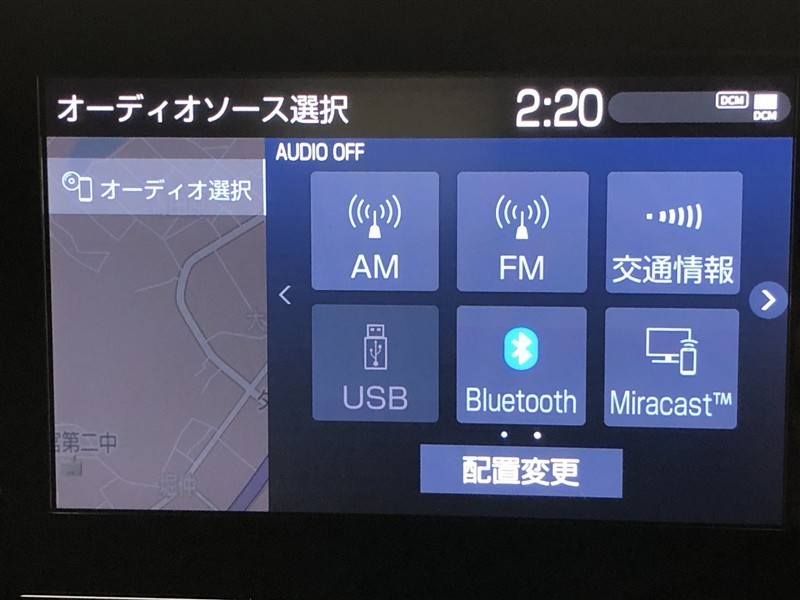 オーディオソース選択
2:20
DCM
DCM
AUDIO OFF
オーディオ選択
AM
FM
交通情報
USB
Bluetooth
Miracast™
配置変更
第二中
堀仲